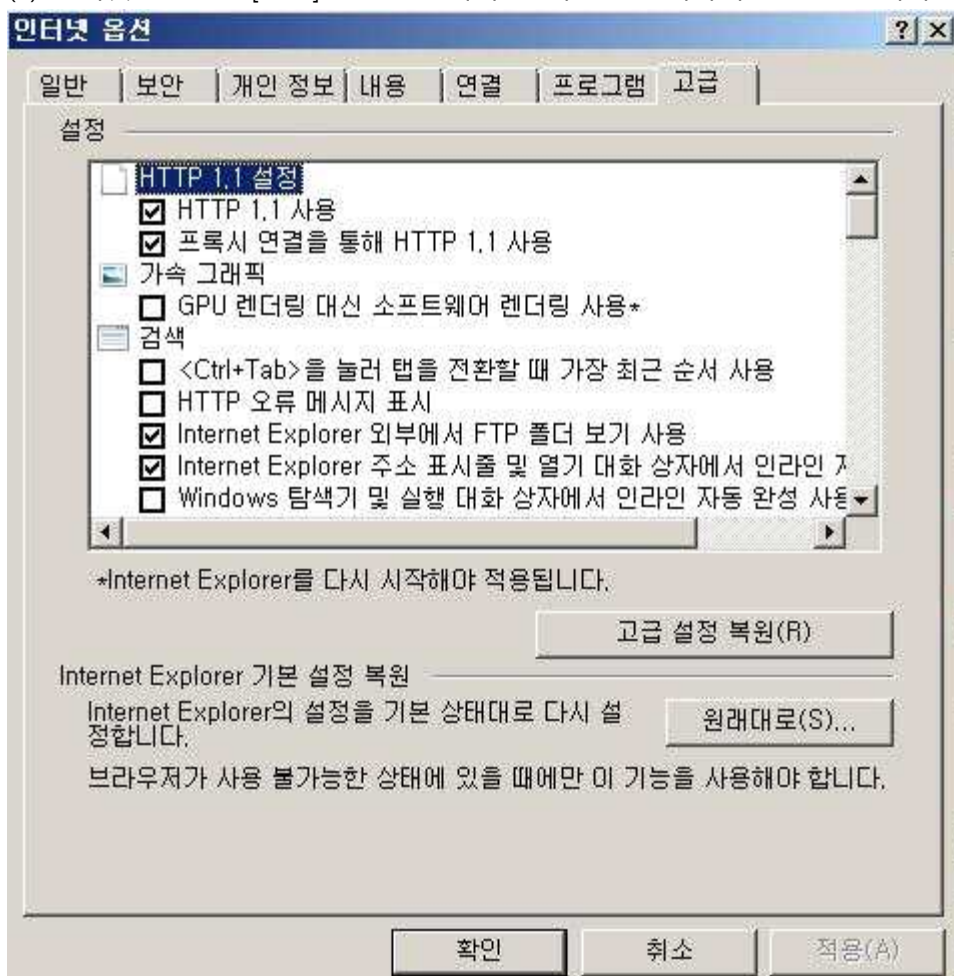 인터넷 옵션
일반 보안 개인 정보 내용 연결 프로그램 고급
설정
HTTP 1.1 설정
HTTP 1.1 사용
프록시 연결을 통해 HTTP 1.1 사용
가속 그래픽
GPU 렌더링 대신 소프트웨어 렌더링 사용*
검색
<Ctrl+Tab>을 눌러 탭을 전환할 때 가장 최근 순서 사용
HTTP 오류 메시지 표시
Internet Explorer 외부에서 FTP 폴더 보기 사용
Internet Explorer 주소 표시줄 및 열기 대화 상자에서 인라인
Windows 탐색기 및 실행 대화 상자에서 인라인 자동 완성
*Internet Explorer를 다시 시작해야 적용됩니다.
고급 설정 복원(R)
Internet Explorer 기본 설정 복원
Internet Explorer의 설정을 기본 상태대로 다시 설
정합니다.
원래대로(S)...
브라우저가 사용 불가능한 상태에 있을 때에만 이 기능을 사용해야 합니다.
확인 취소 적용(A)